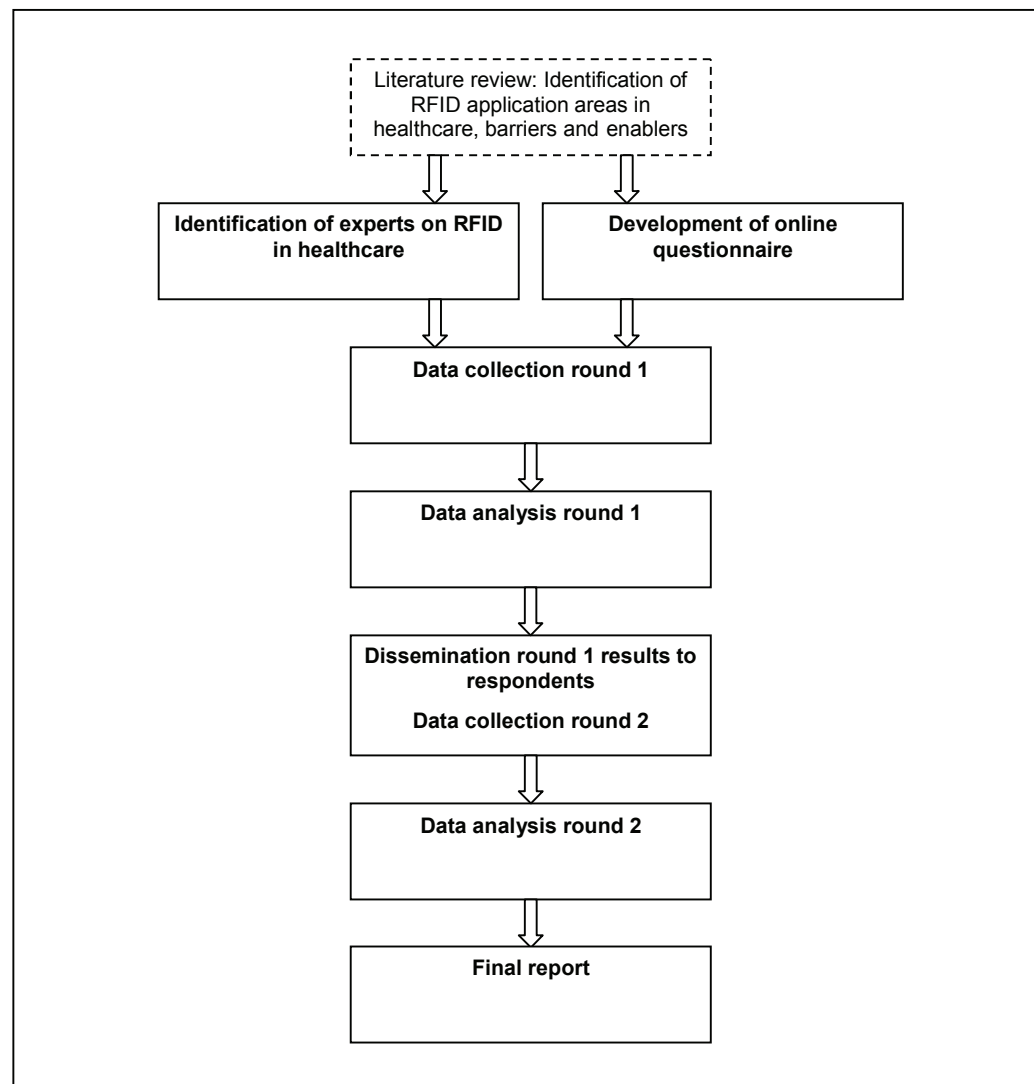 Literature review: Identification of
RFID application areas in
healthcare, barriers and enablers
Identification of experts on RFID
in healthcare
Development of online
questionnaire
Data collection round 1
Data analysis round 1
Dissemination round 1 results to
respondents
Data collection round 2
Data analysis round 2
Final report